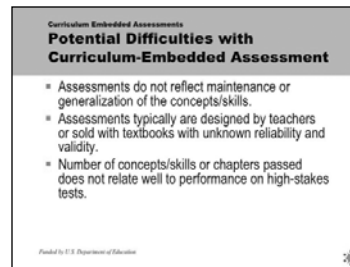 Curriculum Embedded Assessments
Potential Difficulties with
Curriculum-Embedded Assessment
Assessments do not reflect maintenance or
generalization of the concepts/skills.
Assessments typically are designed by teachers
or sold with textbooks with unknown reliability and
validity.
Number of concepts/skills or chapters passed
does not relate well to performance on high-stakes
tests.
Funded by U.S. Department of Education